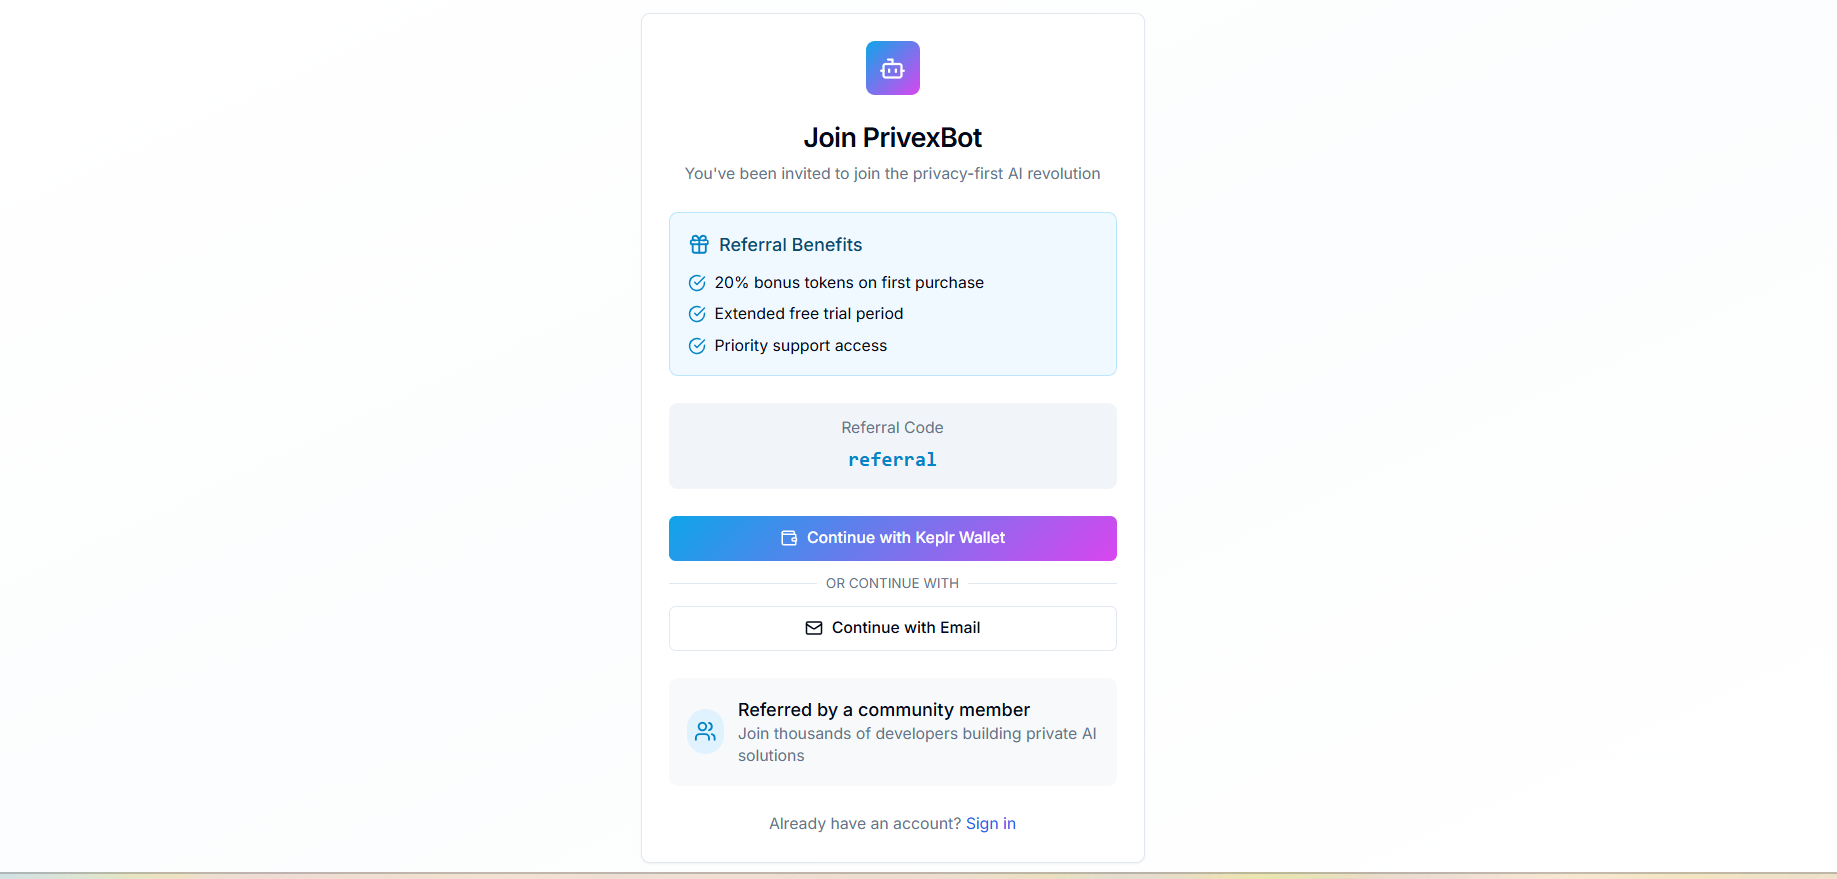 Join PrivexBot
You've been invited to join the privacy-first AI revolution
Referral Benefits
20% bonus tokens on first purchase
Extended free trial period
Priority support access
Referral Code
referral
Continue with Keplr Wallet
OR CONTINUE WITH
Continue with Email
Referred by a community member
Join thousands of developers building private AI
solutions
Already have an account? Sign in